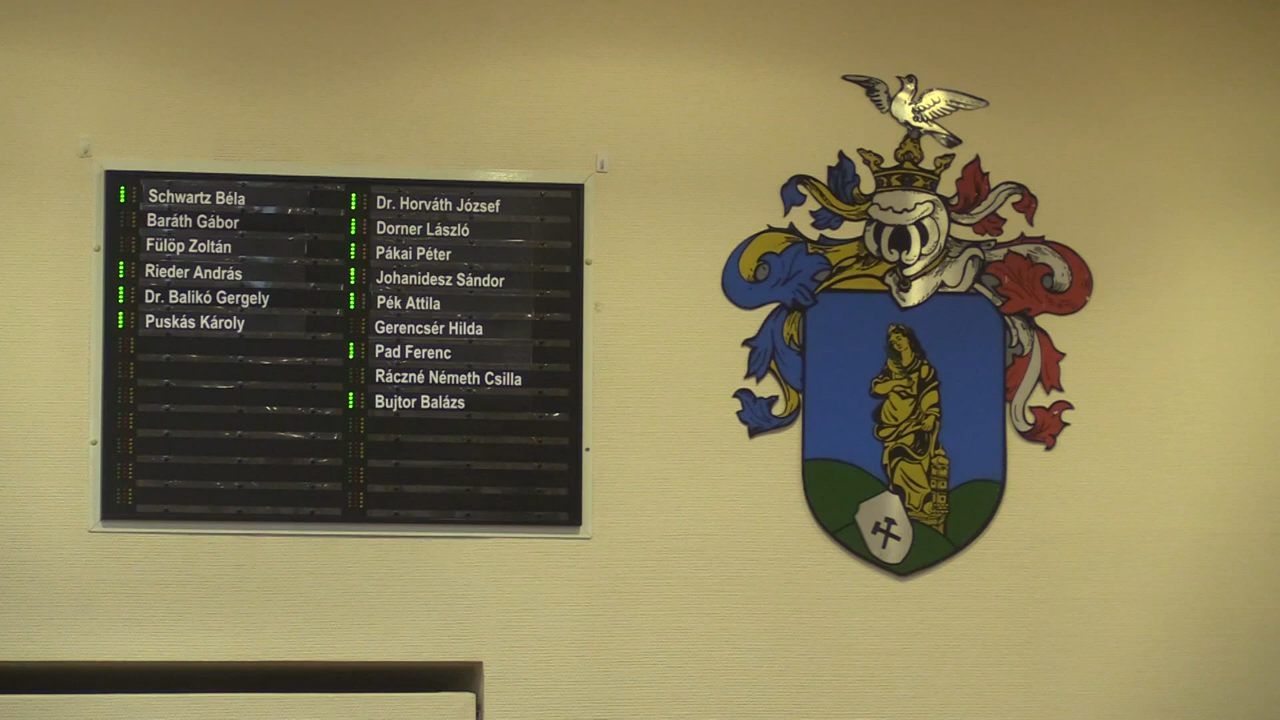 Schwartz Béla
Baráth Gábor
Fülöp Zoltán
Rieder András
Dr. Balikó Gergely
Puskás Károly
Dr. Horváth József
Dorner László
Pákai Péter
Johanidesz Sándor
Pék Attila
Gerencsér Hilda
Pad Ferenc
Ráczné Németh Csilla
Bujtor Balázs